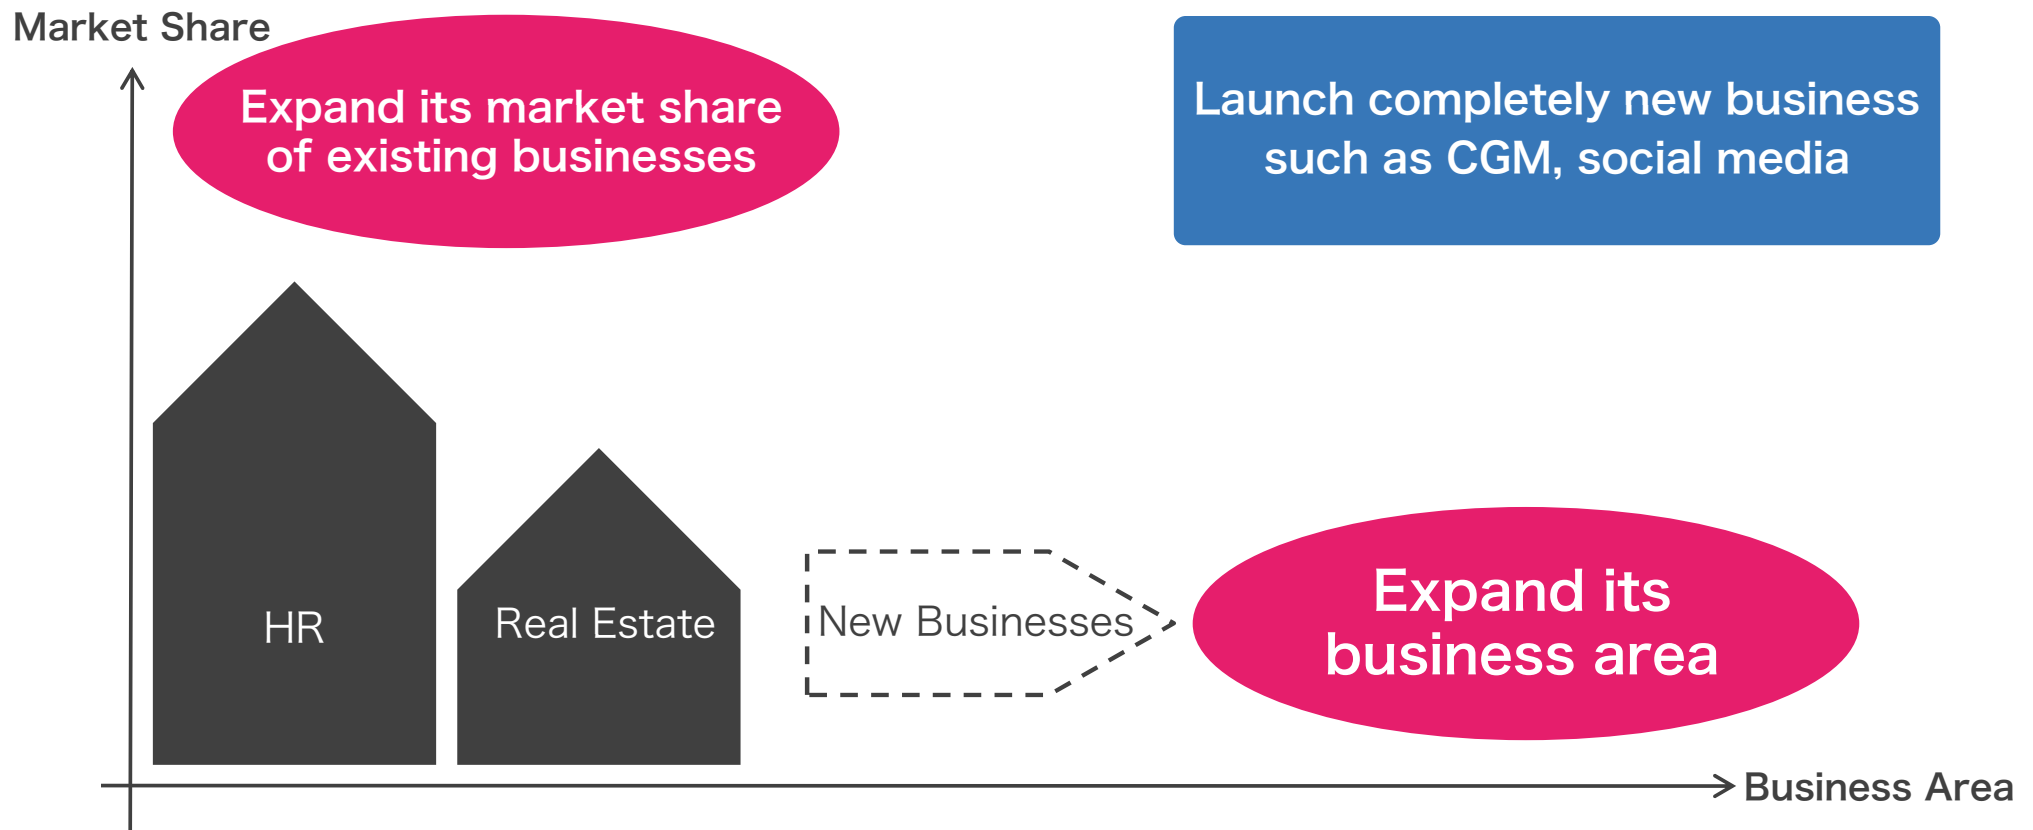 Market Share
Expand its market share
of existing businesses
Launch completely new business
such as CGM, social media
HR
Real Estate
New Businesses
Expand its
business area
Business Area